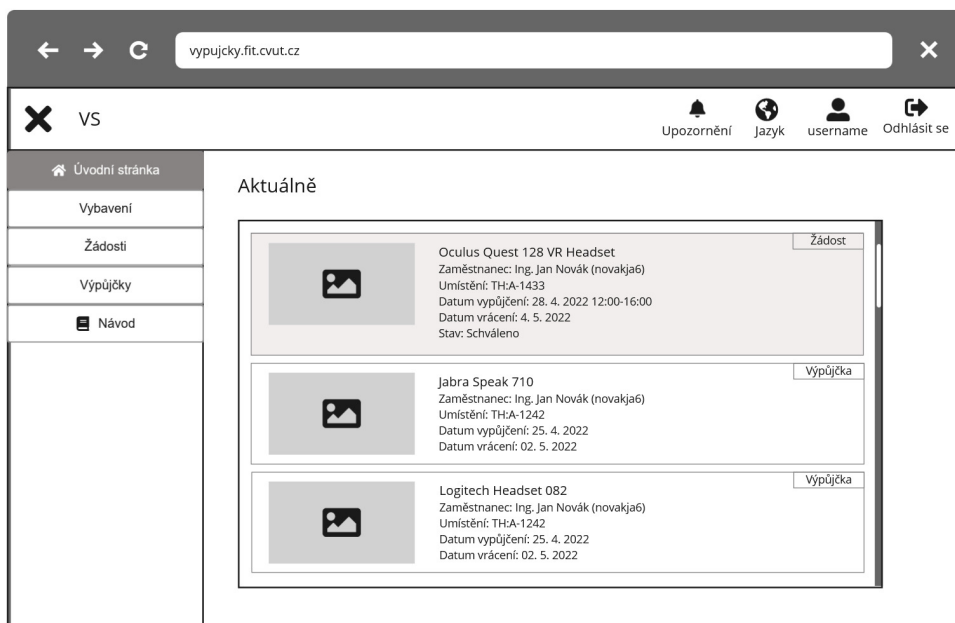 vypujcky.fit.cvut.cz
VS
Upozornění
Jazyk
username
Odhlásit se
Úvodní stránka
Vybavení
Žádosti
Výpůjčky
Návod
Aktuálně
Žádost
Oculus Quest 128 VR Headset
Zaměstnanec: Ing. Jan Novák (novakja6)
Umístění: TH:A-1433
Datum vypůjčení: 28. 4. 2022 12:00-16:00
Datum vrácení: 4. 5. 2022
Stav: Schváleno
Výpůjčka
Jabra Speak 710
Zaměstnanec: Ing. Jan Novák (novakja6)
Umístění: TH:A-1242
Datum vypůjčení: 25. 4. 2022
Datum vrácení: 02. 5. 2022
Výpůjčka
Logitech Headset 082
Zaměstnanec: Ing. Jan Novák (novakja6)
Umístění: TH:A-1242
Datum vypůjčení: 25. 4. 2022
Datum vrácení: 02. 5. 2022